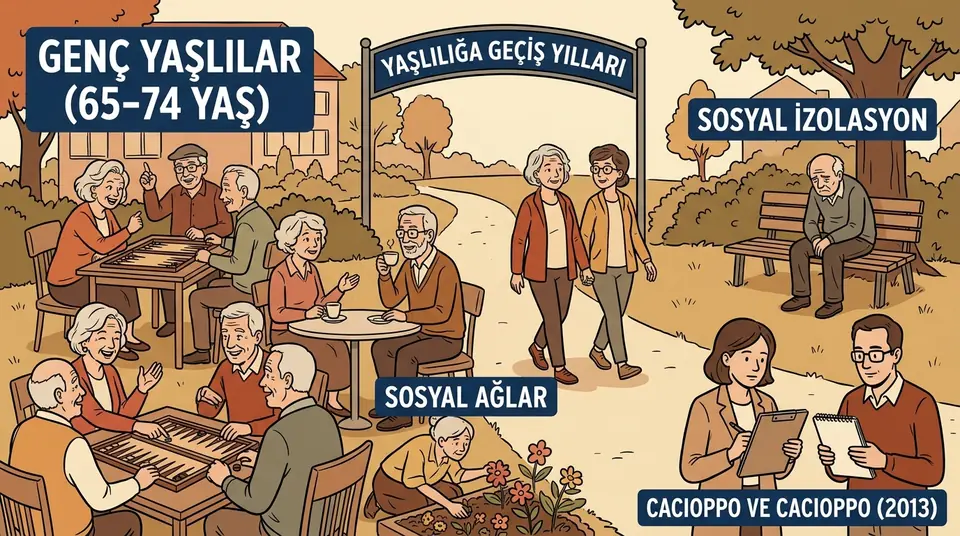 GENÇ YAŞLILAR
(65–74 YAŞ)
YAŞLILIĞA GEÇİŞ YILLARI
SOSYAL İZOLASYON
SOSYAL AĞLAR
CACIOPPO VE CACIOPPO (2013)